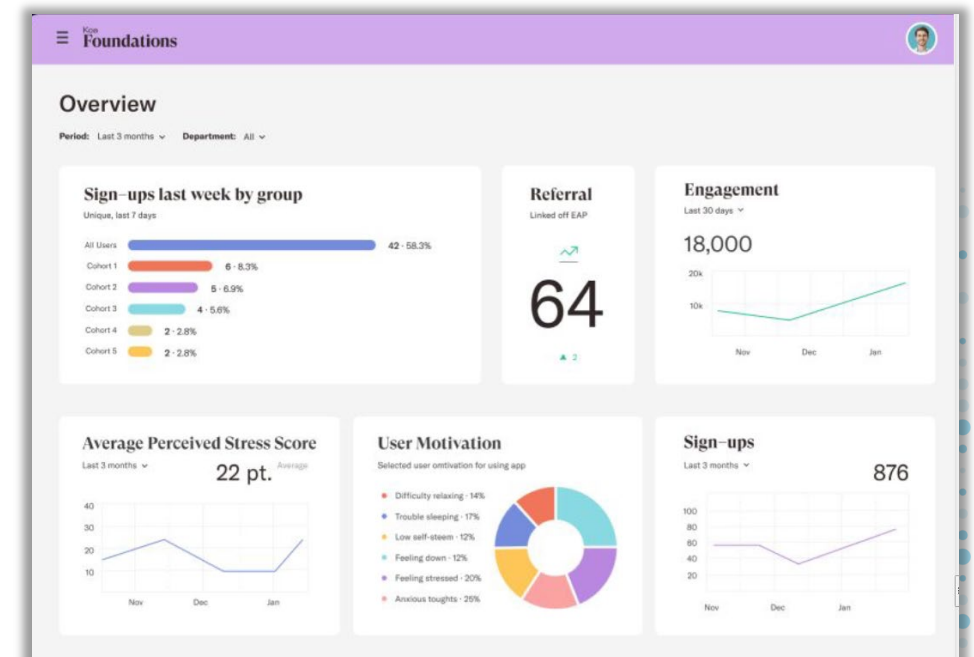 Koa
Foundations
Overview
Period: Last 3 months Department: All
Sign-ups last week by group
Unique, last 7 days
All Users 42 · 58.3%
Cohort 1 6 · 8.3%
Cohort 2 5 · 6.9%
Cohort 3 4 · 5.6%
Cohort 4 2 · 2.8%
Cohort 5 2 · 2.8%
Referral
Linked off EAP
64
▲ 2
Engagement
Last 30 days
18,000
20k
10k
Nov Dec Jan
Average Perceived Stress Score
Last 3 months
22 pt. Average
40
30
20
10
Nov Dec Jan
User Motivation
Selected user omtivation for using app
Difficulty relaxing · 14%
Trouble sleeping · 17%
Low self-steem · 12%
Feeling down · 12%
Feeling stressed · 20%
Anxious toughts · 25%
Sign-ups
Last 3 months
876
100
80
60
40
20
Nov Dec Jan